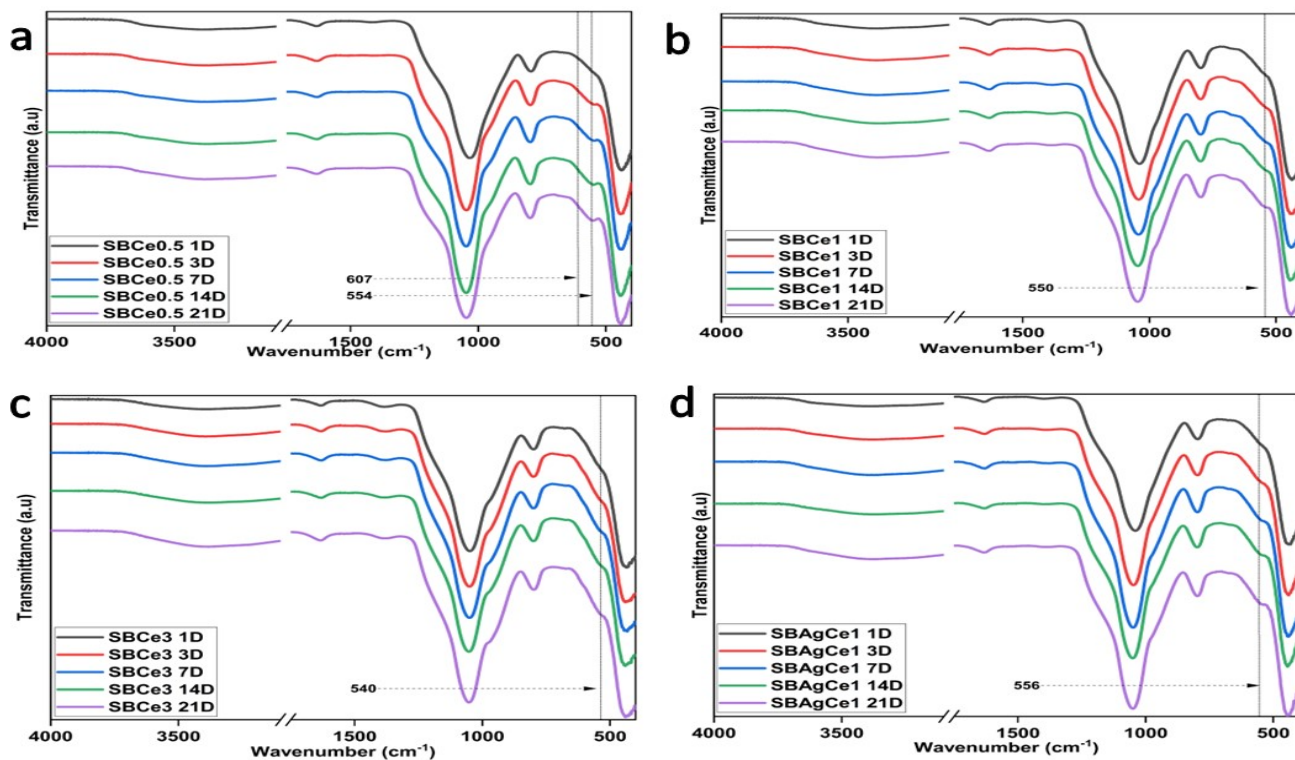 a
Transmittance (a.u)
SBCe0.5 1D
SBCe0.5 3D
SBCe0.5 7D
SBCe0.5 14D
SBCe0.5 21D
607
554
4000 3500 1500 1000 500
Wavenumber (cm⁻¹)
b
Transmittance (a.u)
SBCe1 1D
SBCe1 3D
SBCe1 7D
SBCe1 14D
SBCe1 21D
550
4000 3500 1500 1000 500
Wavenumber (cm⁻¹)
c
Transmittance (a.u)
SBCe3 1D
SBCe3 3D
SBCe3 7D
SBCe3 14D
SBCe3 21D
540
4000 3500 1500 1000 500
Wavenumber (cm⁻¹)
d
Transmittance (a.u)
SBAgCe1 1D
SBAgCe1 3D
SBAgCe1 7D
SBAgCe1 14D
SBAgCe1 21D
556
4000 3500 1500 1000 500
Wavenumber (cm⁻¹)